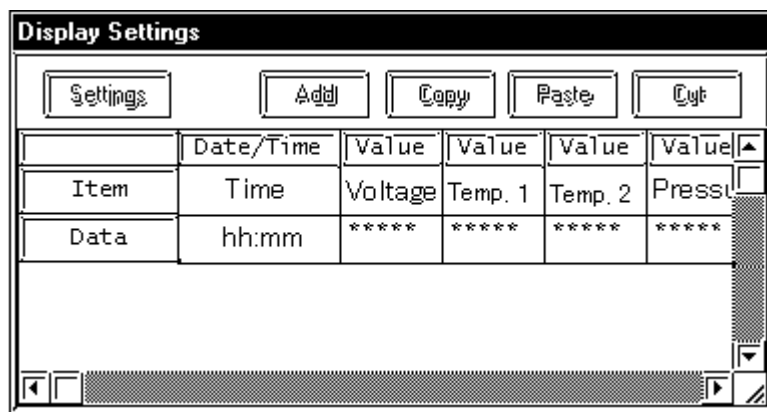 Display Settings
Settings Add Copy Paste Cut
Date/Time Value Value Value Value
Item Time Voltage Temp. 1 Temp. 2 Pressu
Data hh:mm ***** ***** ***** *****